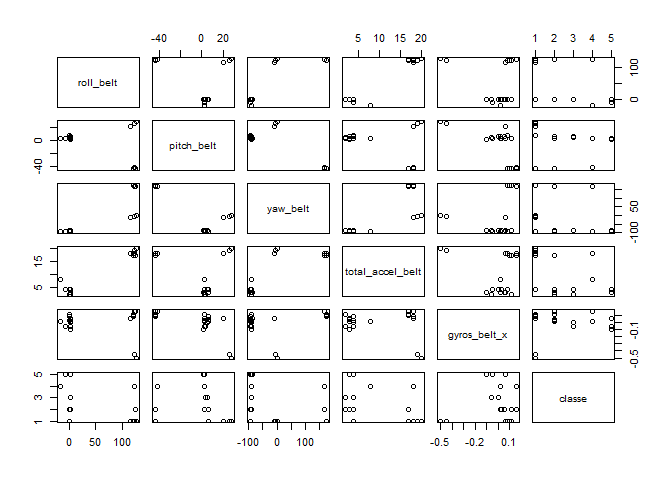 -40 0 20 5 10 15 20 1 2 3 4 5
roll_belt
0 100
-40 0
pitch_belt
yaw_belt
-100 50
5 15
total_accel_belt
gyros_belt_x
-0.5 -0.1
1 3 5
classe
0 50 100 -100 0 100 -0.5 -0.2 0.1